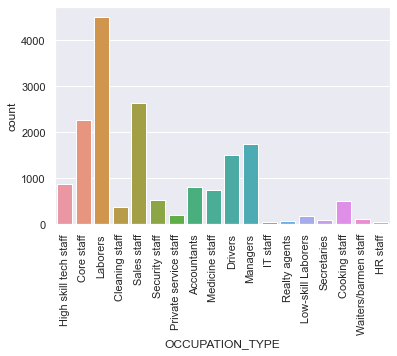 4000
3000
2000
1000
0
count
High skill tech staff
Core staff
Laborers
Cleaning staff
Sales staff
Security staff
Private service staff
Accountants
Medicine staff
Drivers
Managers
IT staff
Realty agents
Low-skill Laborers
Secretaries
Cooking staff
Waiters/barmen staff
HR staff
OCCUPATION_TYPE